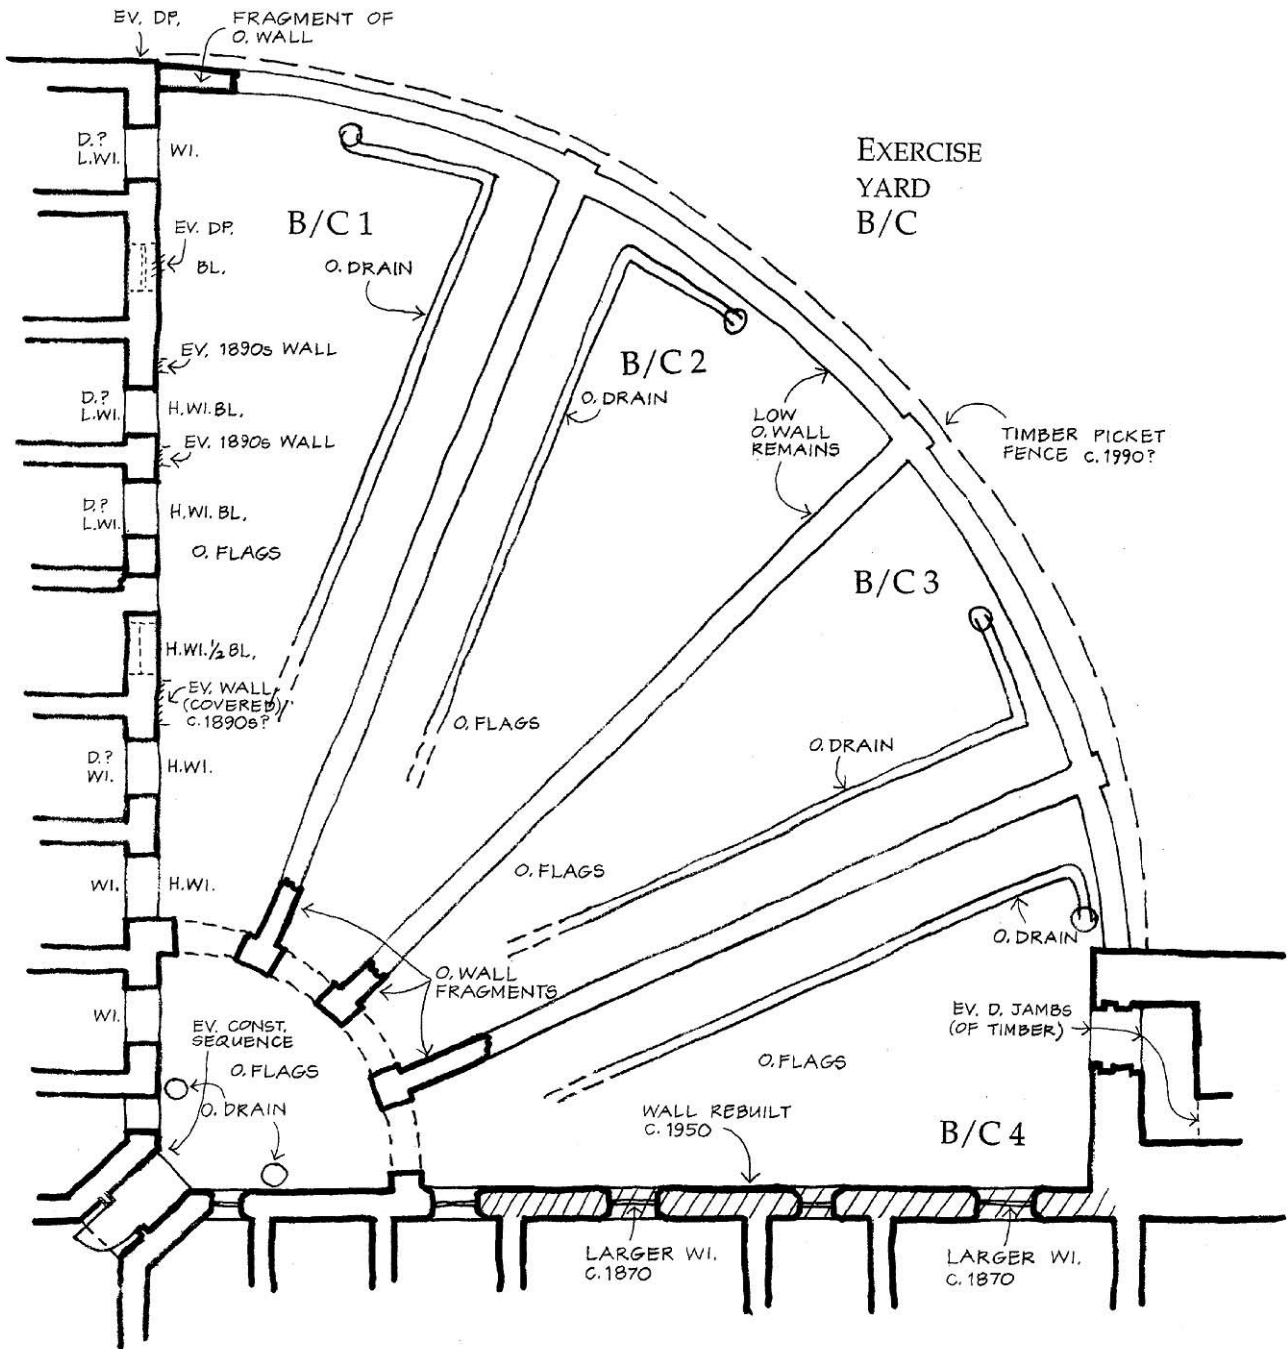 EV. DP.
FRAGMENT OF
O. WALL
EXERCISE
YARD
B/C
D.?
L.WI.
WI.
B/C 1
EV. DP.
BL.
O. DRAIN
EV. 1890s WALL
B/C 2
O. DRAIN
D.?
L.WI.
H.WI.BL.
EV. 1890s WALL
LOW
O. WALL
REMAINS
TIMBER PICKET
FENCE C.1990?
D.?
L.WI.
H.WI.BL.
O. FLAGS
B/C 3
H.WI.½BL.
EV. WALL
(COVERED)
C.1890s?
O. FLAGS
O. DRAIN
D.?
WI.
H.WI.
O. FLAGS
WI.
H.WI.
O. DRAIN
O. WALL
FRAGMENTS
WI.
EV. CONST.
SEQUENCE
EV. D. JAMBS
(OF TIMBER)
O. FLAGS
O. FLAGS
O. DRAIN
WALL REBUILT
C.1950
B/C 4
LARGER WI.
C.1870
LARGER WI.
C.1870